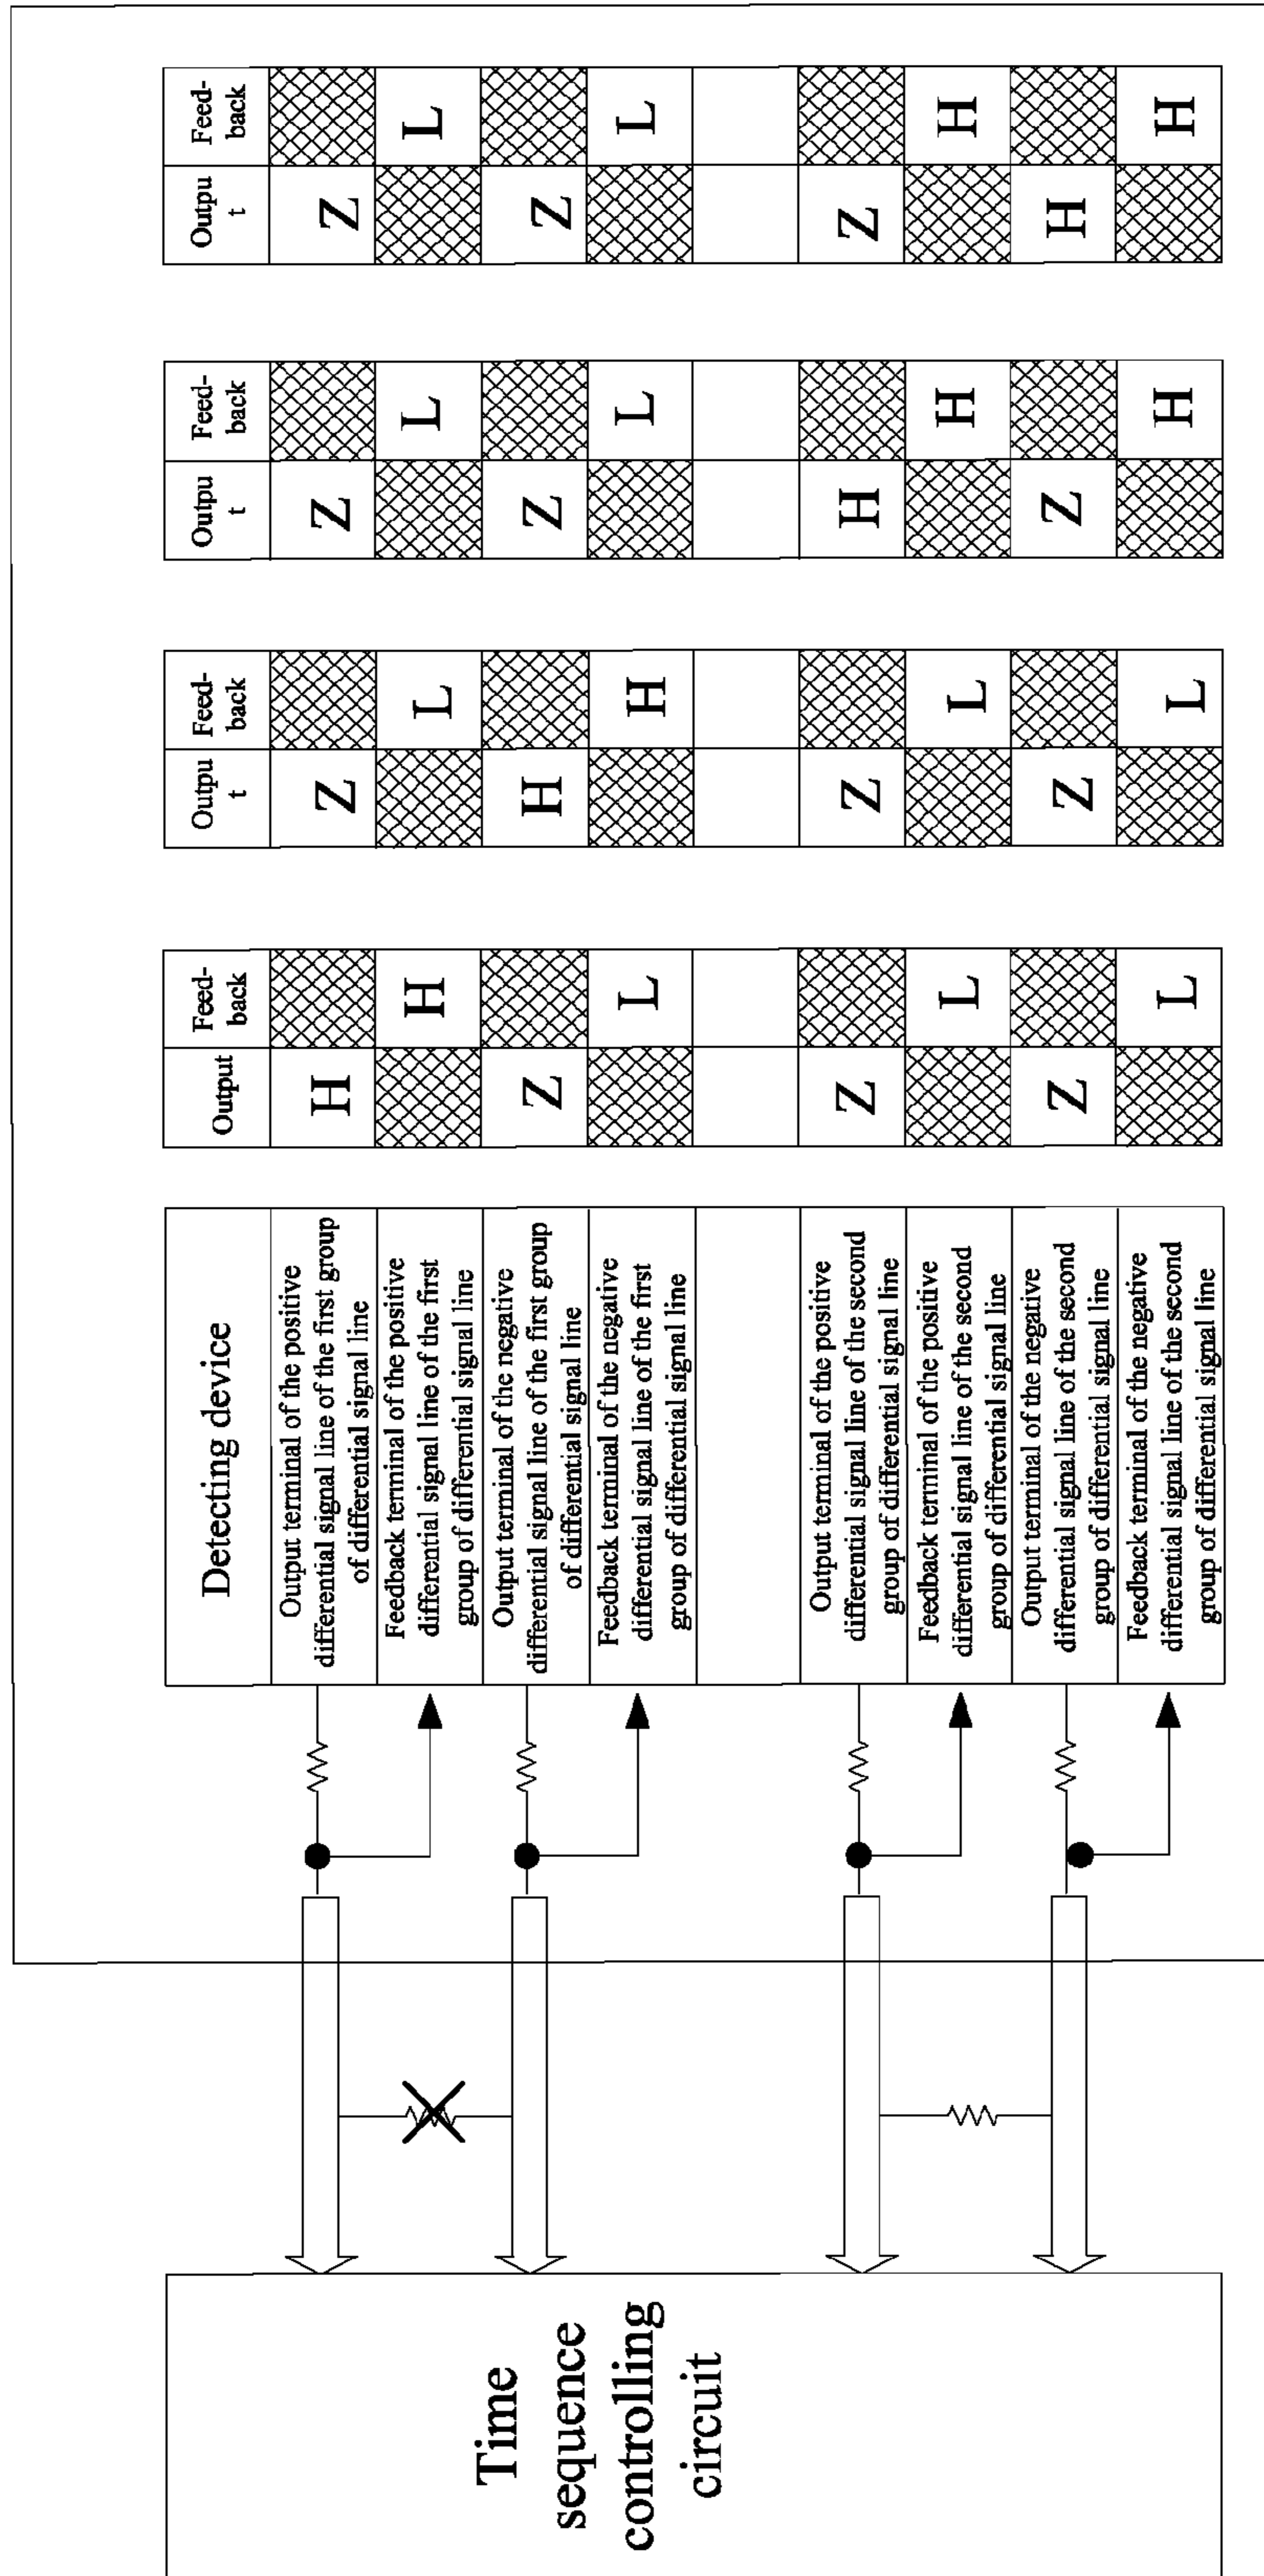 Time
sequence
controlling
circuit
Detecting device
Output terminal of the positive
differential signal line of the first group
of differential signal line
Feedback terminal of the positive
differential signal line of the first
group of differential signal line
Output terminal of the negative
differential signal line of the first group
of differential signal line
Feedback terminal of the negative
differential signal line of the first
group of differential signal line
Output terminal of the positive
differential signal line of the second
group of differential signal line
Feedback terminal of the positive
differential signal line of the second
group of differential signal line
Output terminal of the negative
differential signal line of the second
group of differential signal line
Feedback terminal of the negative
differential signal line of the second
group of differential signal line
Output
Feed-
back
H
H
Z
L
Z
L
Z
L
Outpu
t
Feed-
back
Z
L
H
H
Z
L
Z
L
Outpu
t
Feed-
back
Z
L
Z
L
H
H
Z
H
Outpu
t
Feed-
back
Z
L
Z
L
Z
H
H
H